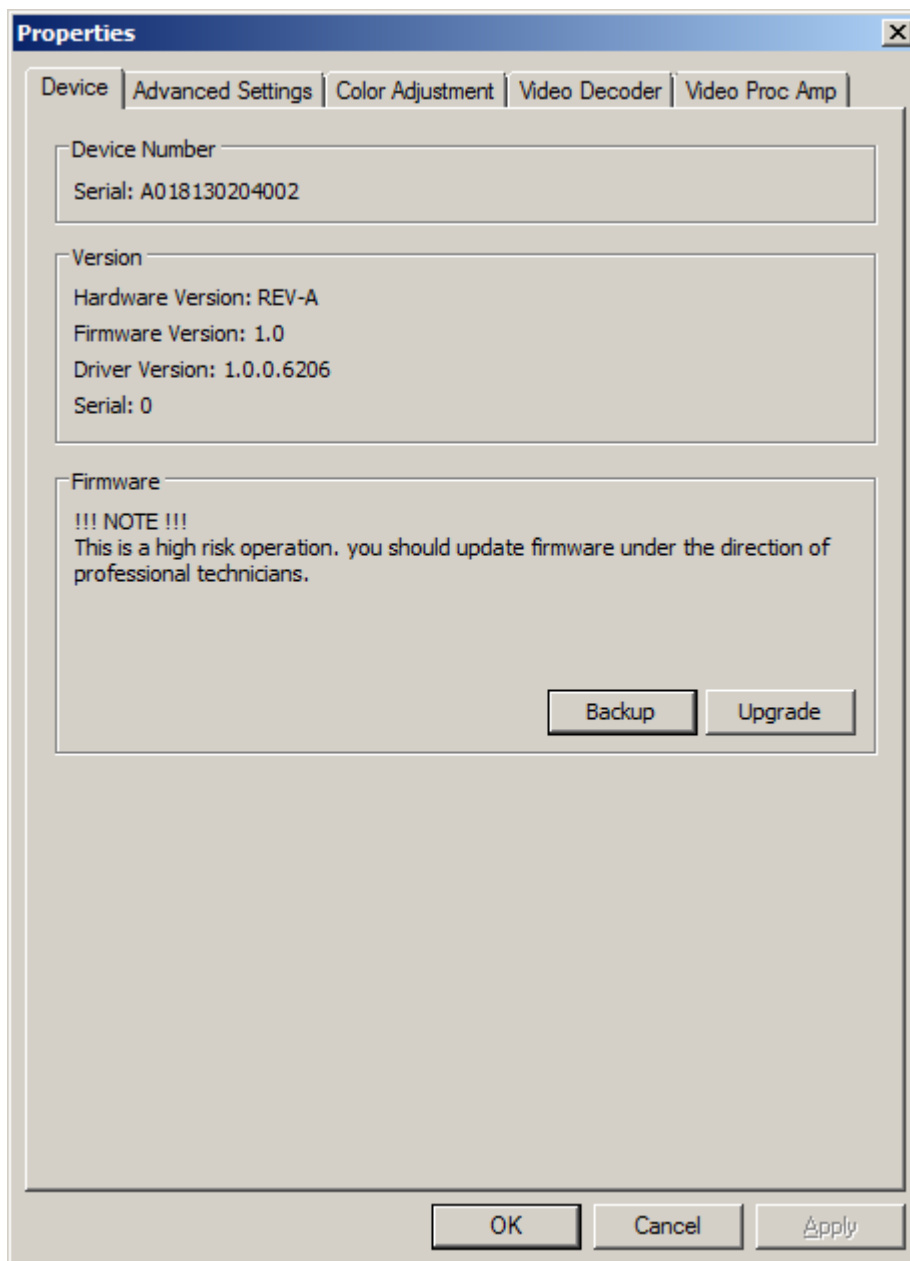 Properties
Device
Advanced Settings
Color Adjustment
Video Decoder
Video Proc Amp
Device Number
Serial: A018130204002
Version
Hardware Version: REV-A
Firmware Version: 1.0
Driver Version: 1.0.0.6206
Serial: 0
Firmware
!!! NOTE !!!
This is a high risk operation. you should update firmware under the direction of
professional technicians.
Backup
Upgrade
OK
Cancel
Apply